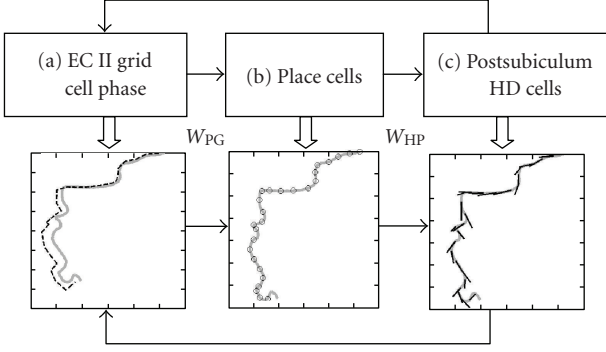 (a) EC II grid
cell phase
(b) Place cells
(c) Postsubiculum
HD cells
W_PG
W_HP